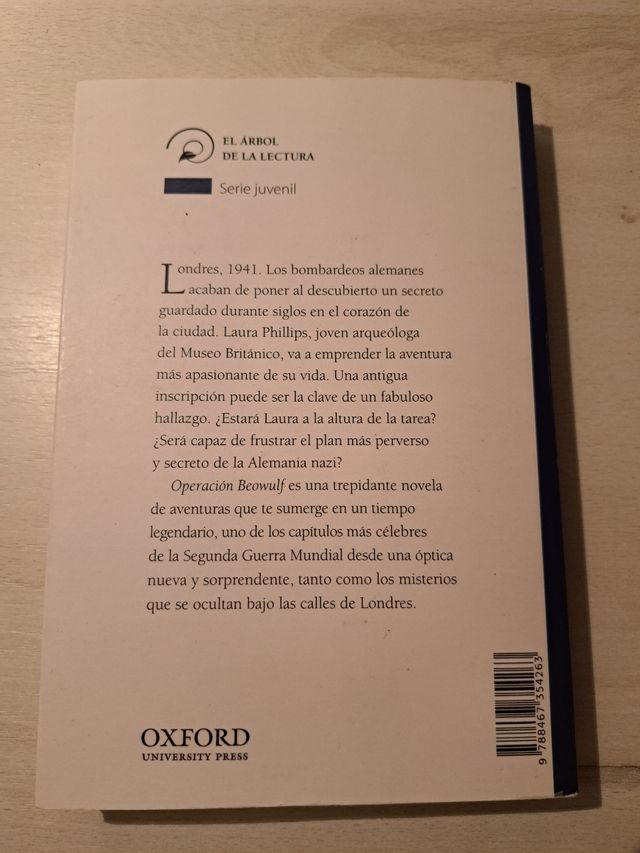 EL ÁRBOL
DE LA LECTURA
Serie juvenil
Londres, 1941. Los bombardeos alemanes
acaban de poner al descubierto un secreto
guardado durante siglos en el corazón de
la ciudad. Laura Phillips, joven arqueóloga
del Museo Británico, va a emprender la aventura
más apasionante de su vida. Una antigua
inscripción puede ser la clave de un fabuloso
hallazgo. ¿Estará Laura a la altura de la tarea?
¿Será capaz de frustrar el plan más perverso
y secreto de la Alemania nazi?
Operación Beowulf es una trepidante novela
de aventuras que te sumerge en un tiempo
legendario, uno de los capítulos más célebres
de la Segunda Guerra Mundial desde una óptica
nueva y sorprendente, tanto como los misterios
que se ocultan bajo las calles de Londres.
9 788467 354263
OXFORD
UNIVERSITY PRESS